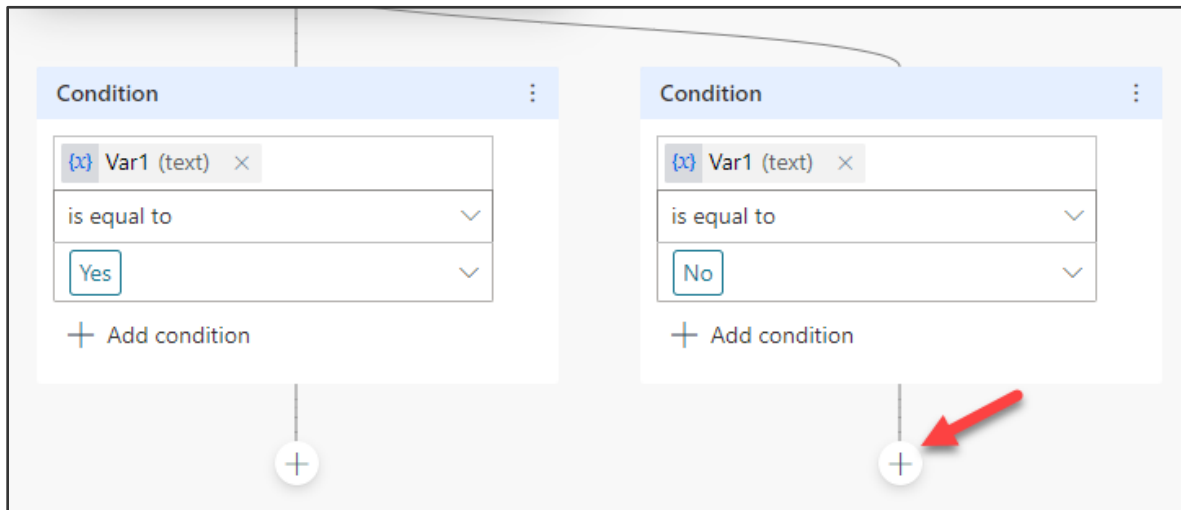 Condition
{x} Var1 (text) ×
is equal to
Yes
+ Add condition
Condition
{x} Var1 (text) ×
is equal to
No
+ Add condition